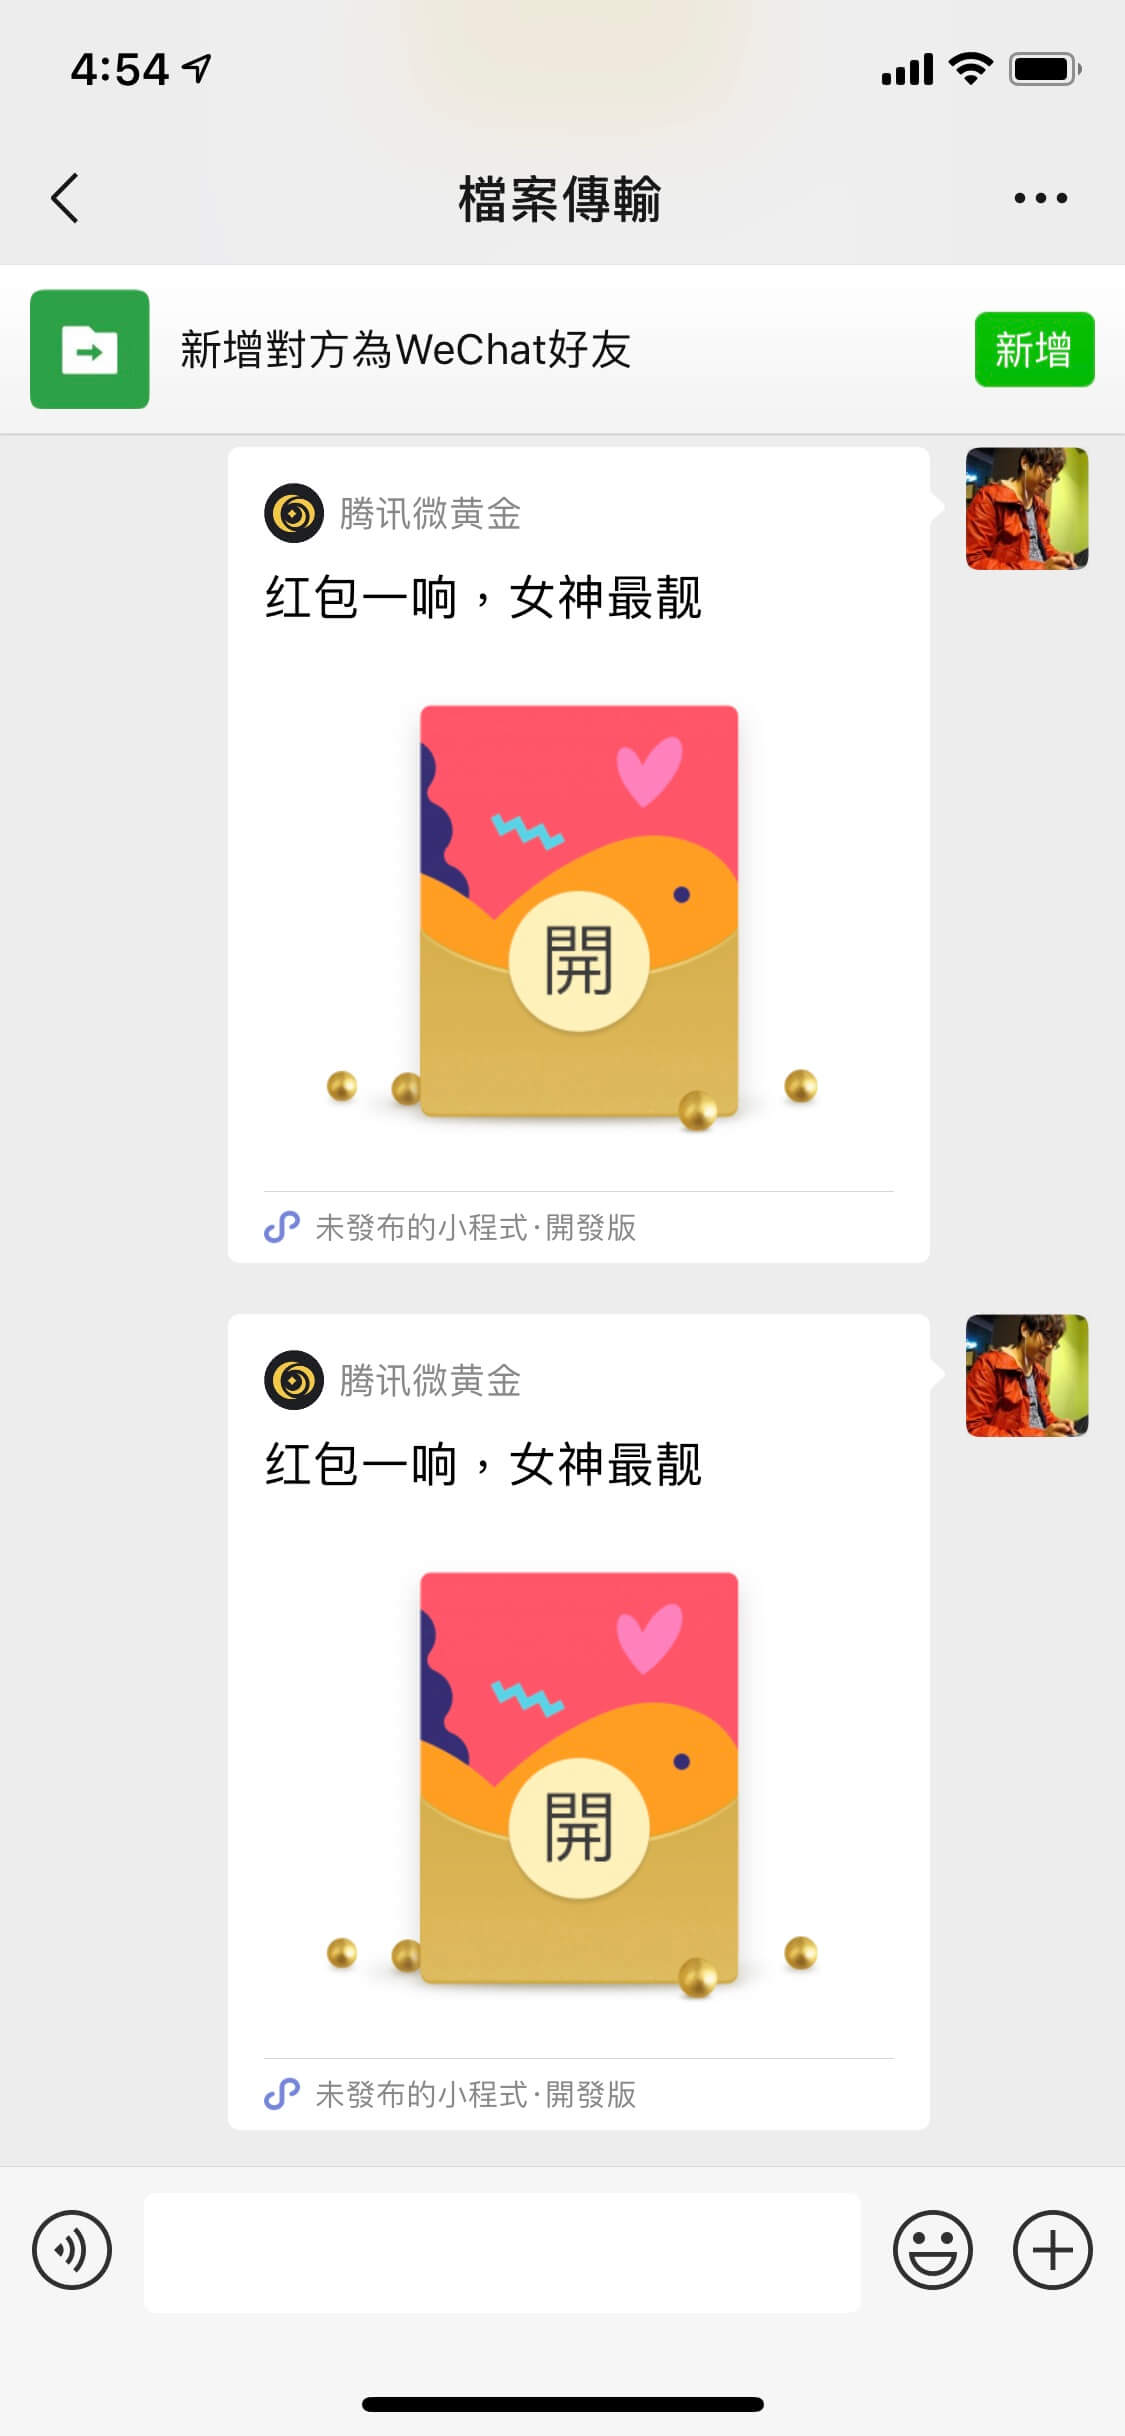 4:54
檔案傳輸
新增對方為WeChat好友
新增
腾讯微黄金
红包一响，女神最靓
開
未發布的小程式·開發版
腾讯微黄金
红包一响，女神最靓
開
未發布的小程式·開發版